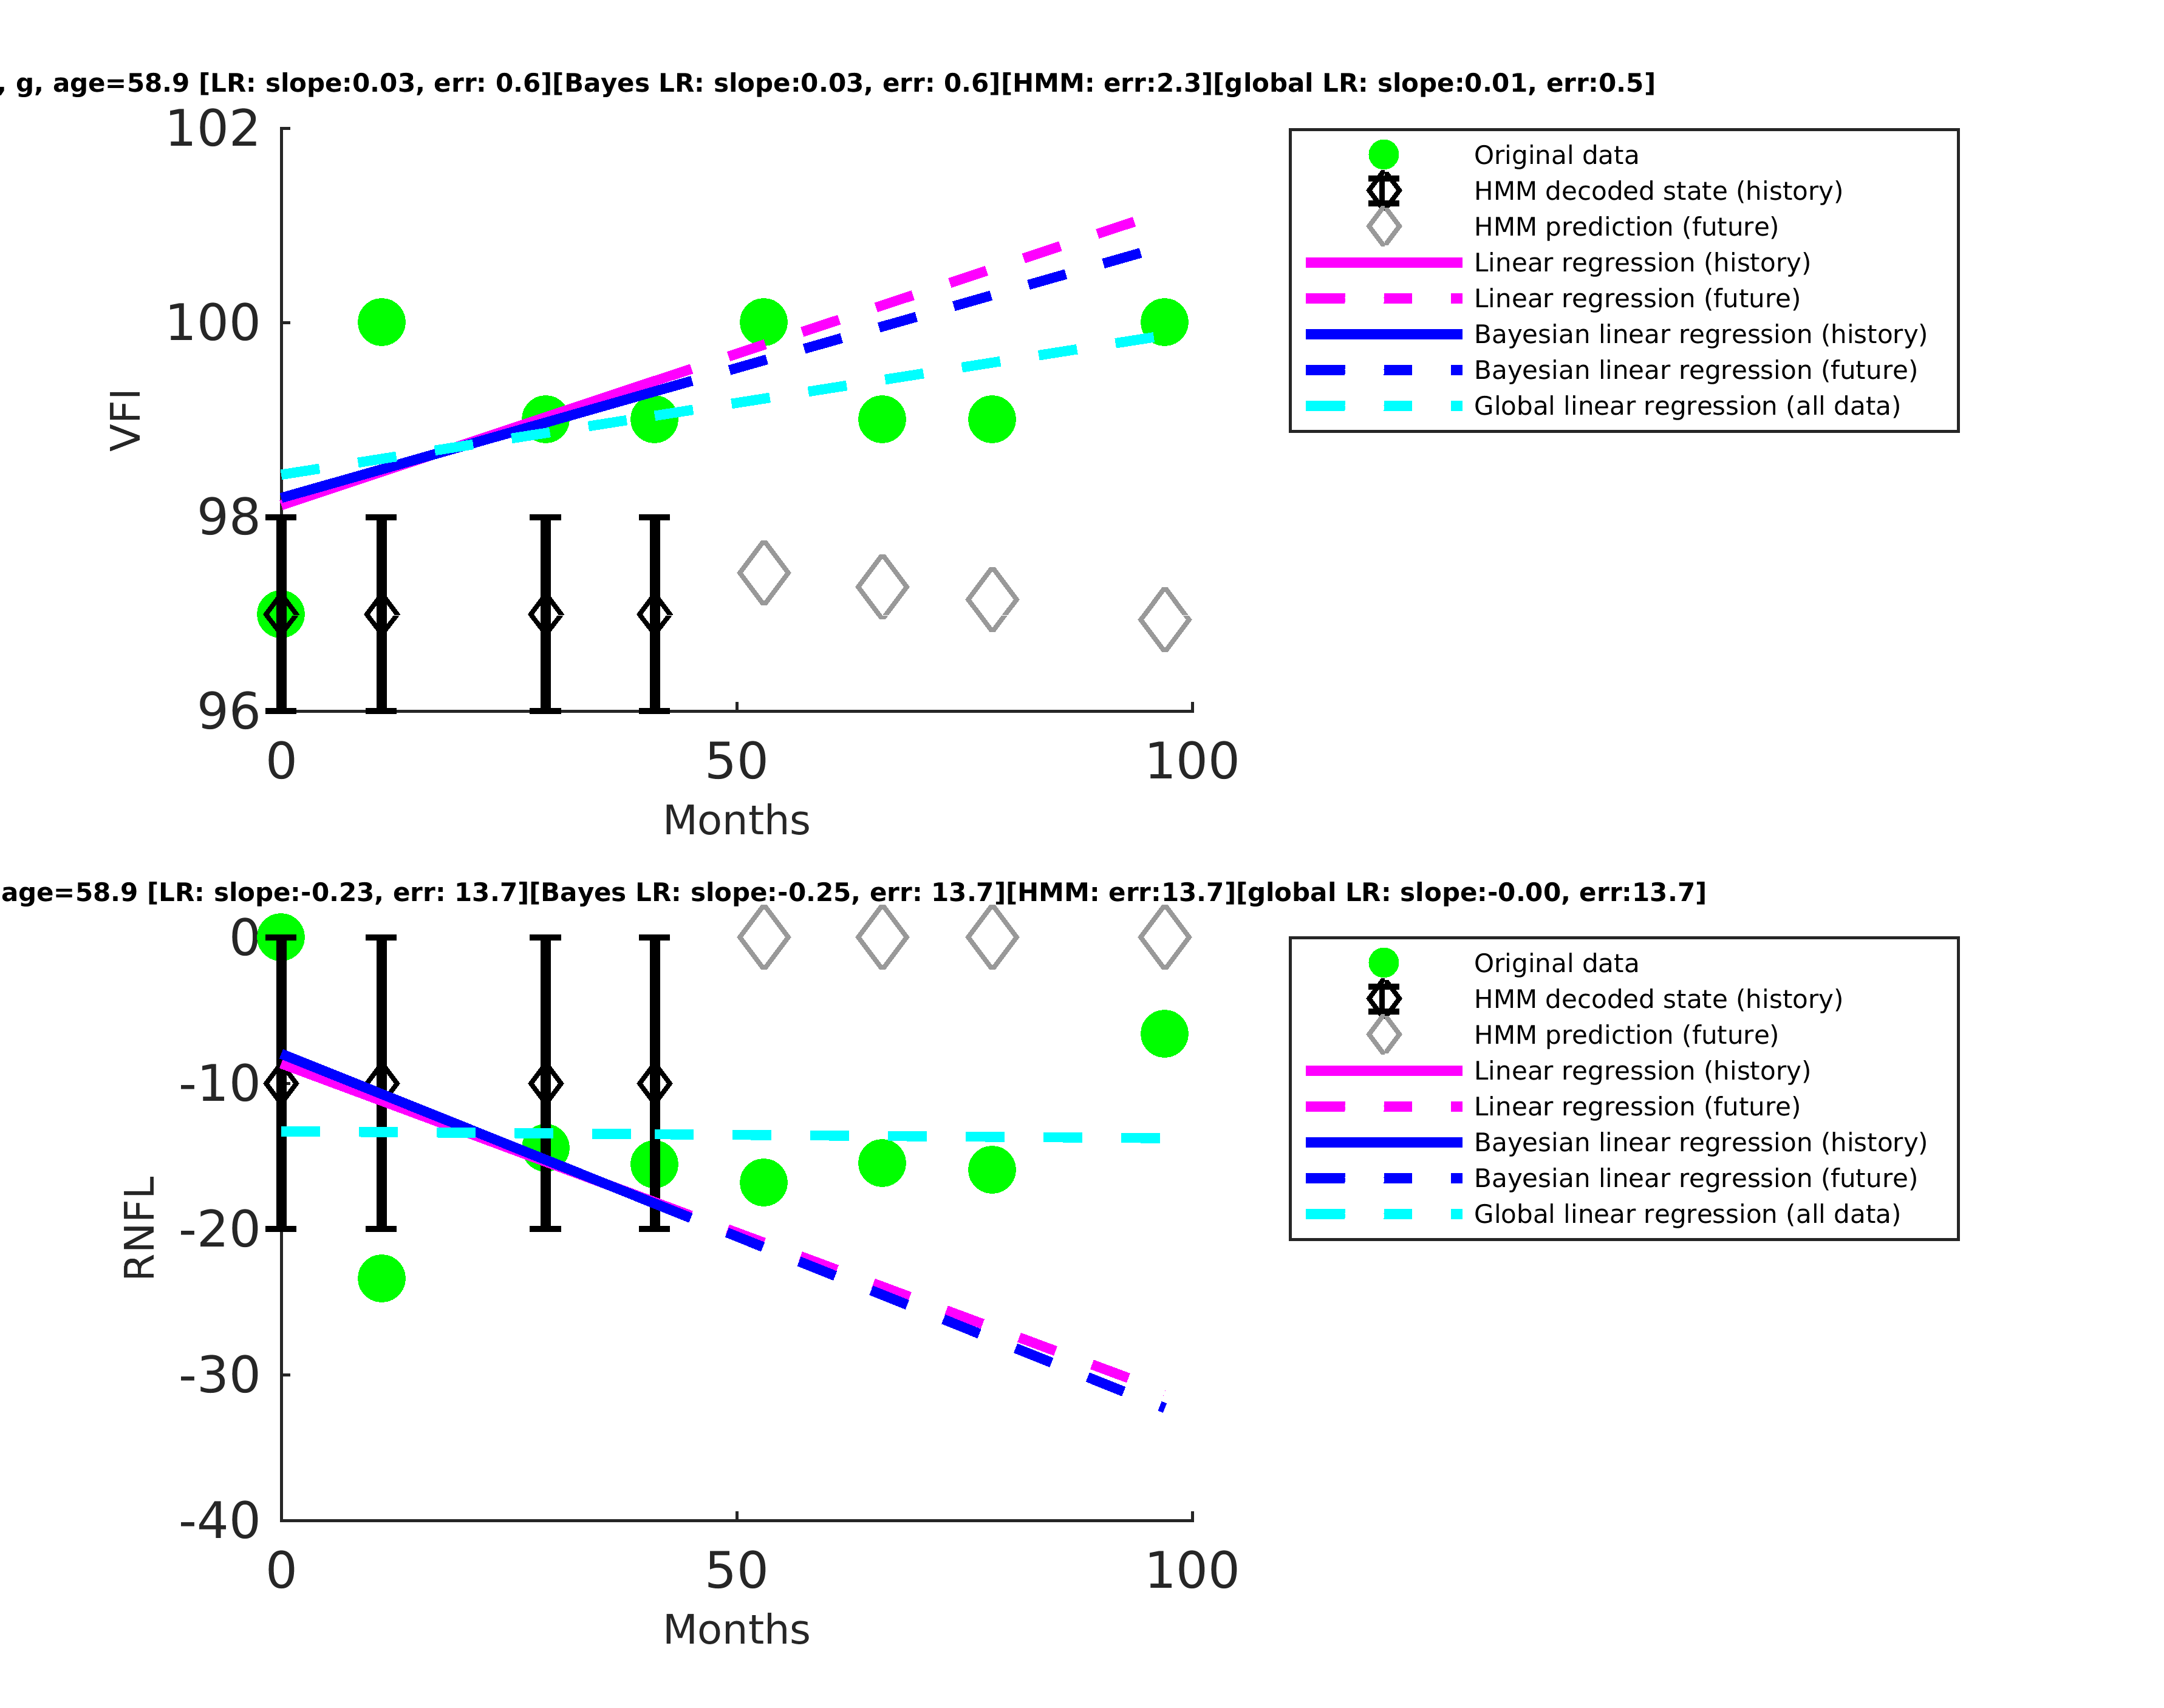 , g, age=58.9 [LR: slope:0.03, err: 0.6][Bayes LR: slope:0.03, err: 0.6][HMM: err:2.3][global LR: slope:0.01, err:0.5]
102
100
98
96
VFI
0
50
100
Months
Original data
HMM decoded state (history)
HMM prediction (future)
Linear regression (history)
Linear regression (future)
Bayesian linear regression (history)
Bayesian linear regression (future)
Global linear regression (all data)
age=58.9 [LR: slope:-0.23, err: 13.7][Bayes LR: slope:-0.25, err: 13.7][HMM: err:13.7][global LR: slope:-0.00, err:13.7]
0
-10
-20
-30
-40
RNFL
0
50
100
Months
Original data
HMM decoded state (history)
HMM prediction (future)
Linear regression (history)
Linear regression (future)
Bayesian linear regression (history)
Bayesian linear regression (future)
Global linear regression (all data)